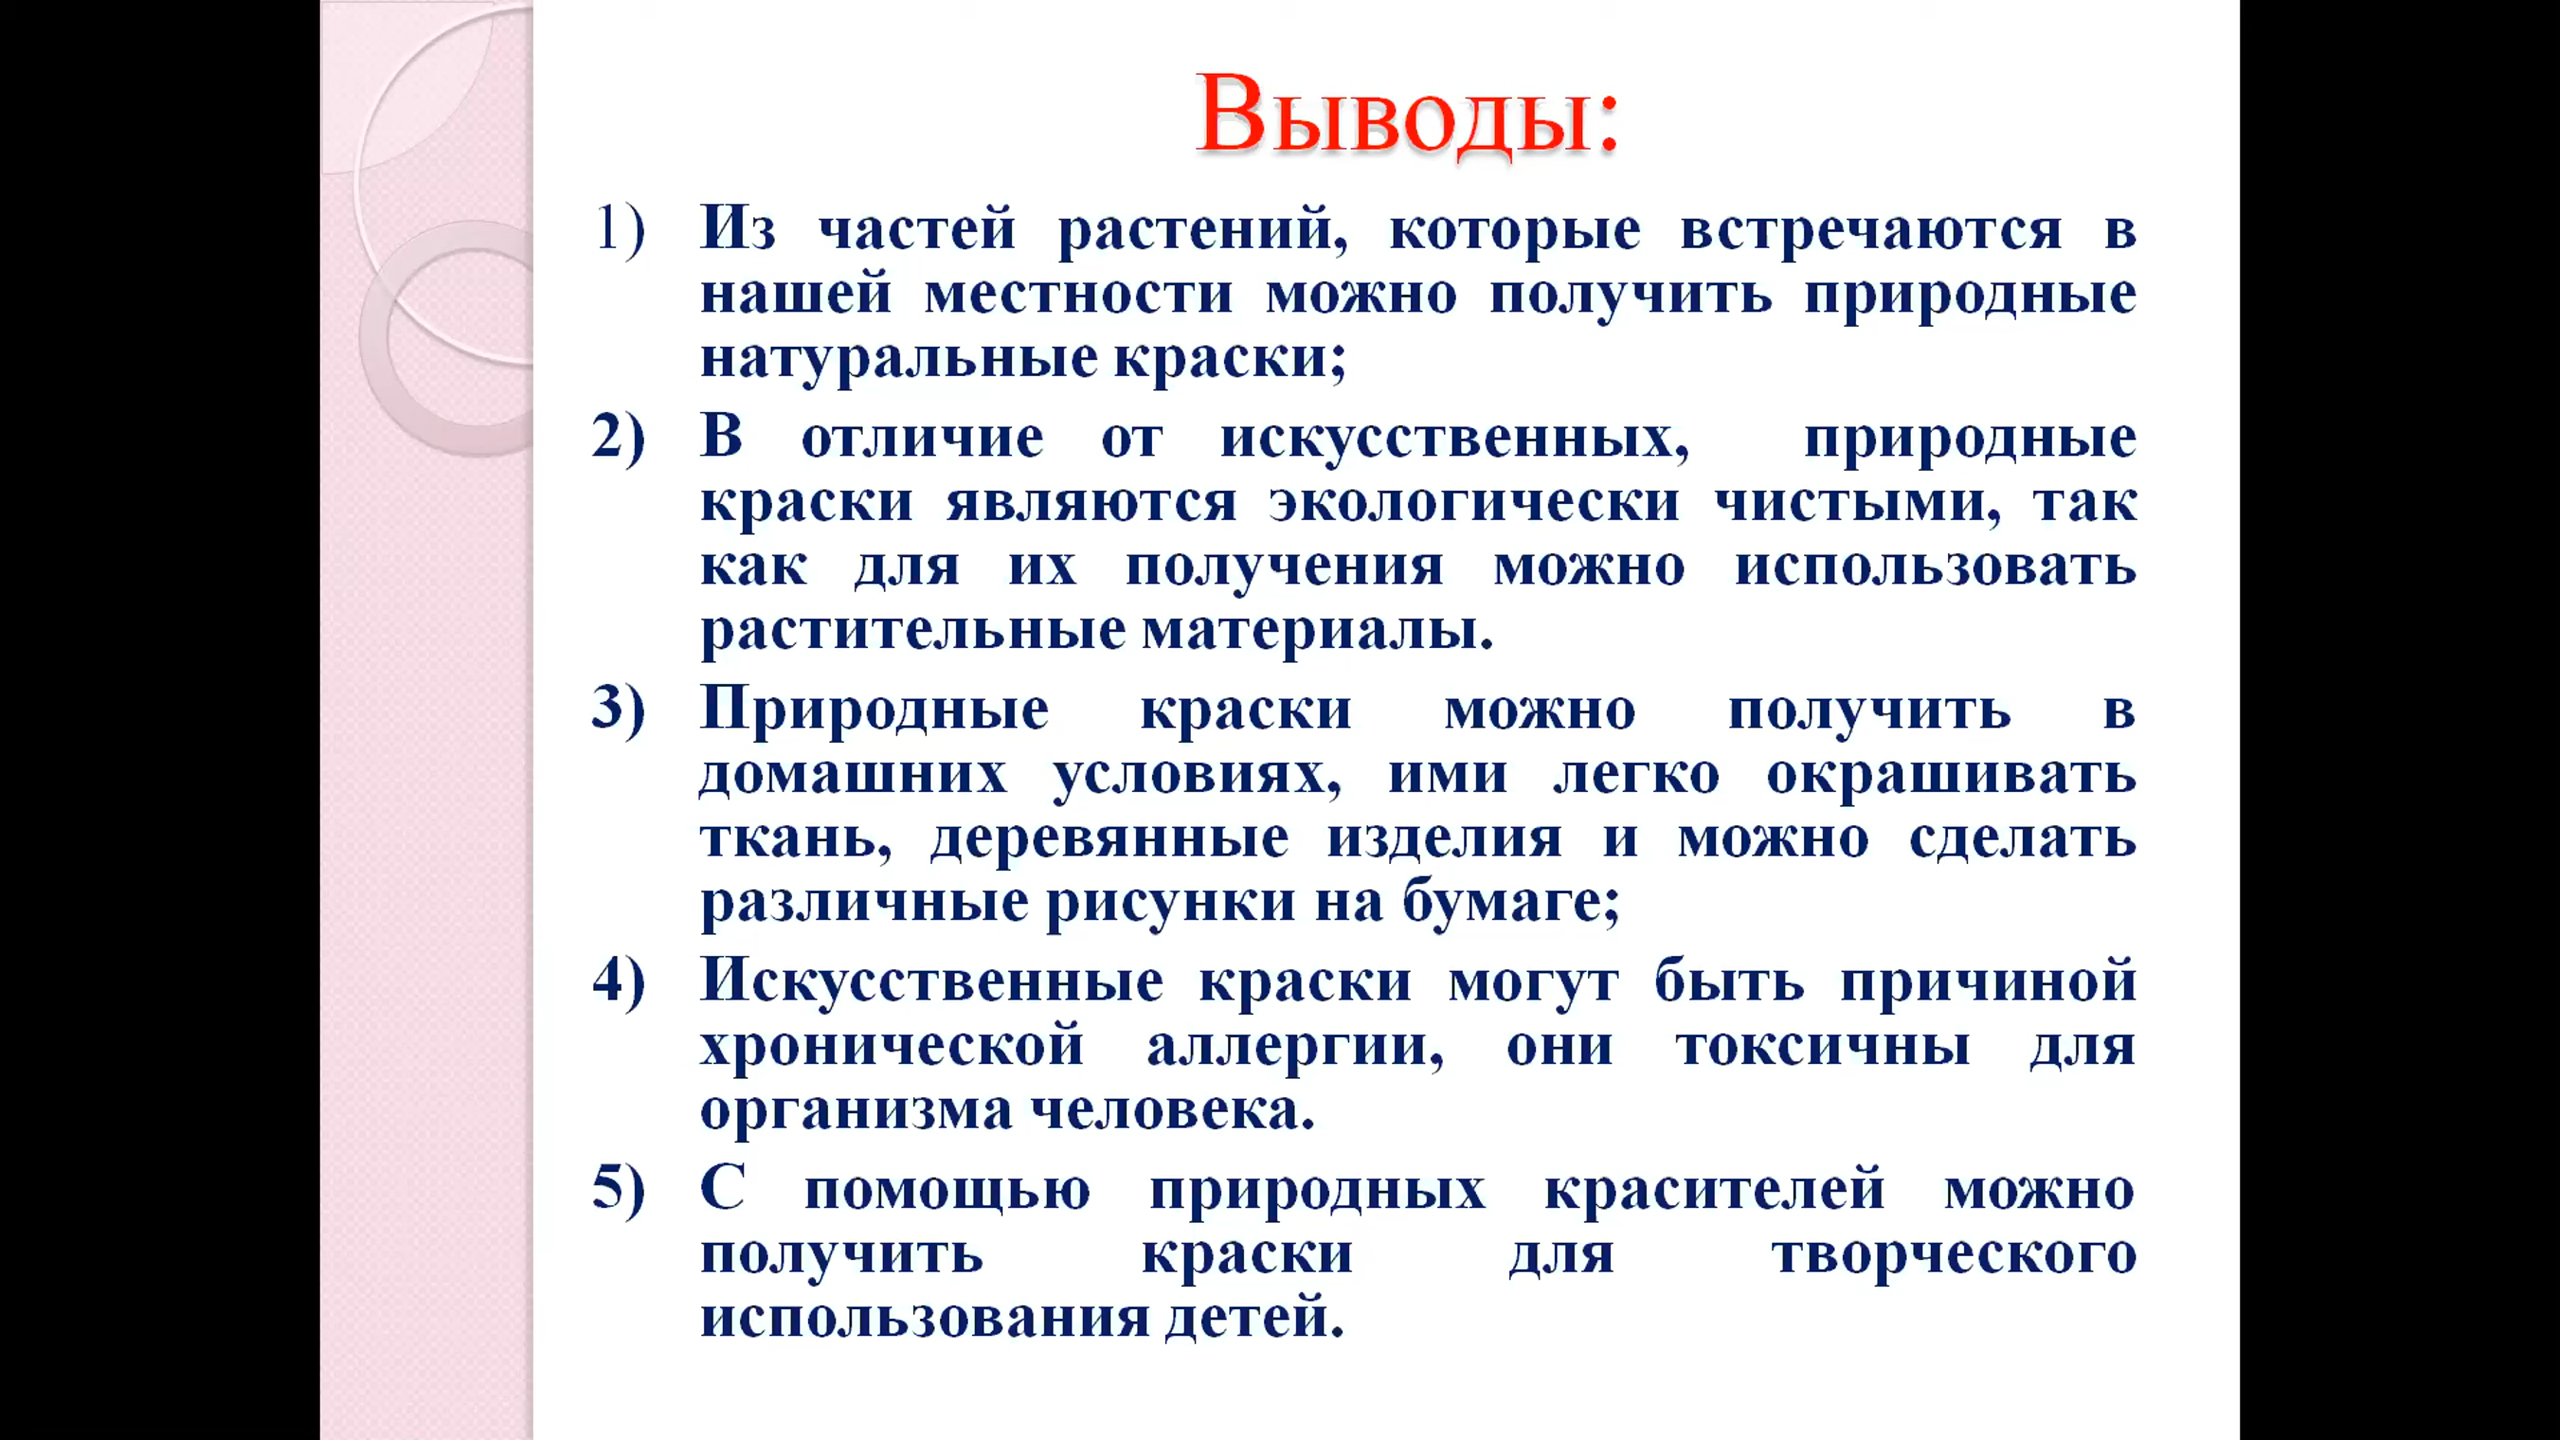 Выводы:
1) Из частей растений, которые встречаются в
нашей местности можно получить природные
натуральные краски;
2) В отличие от искусственных, природные
краски являются экологически чистыми, так
как для их получения можно использовать
растительные материалы.
3) Природные краски можно получить в
домашних условиях, ими легко окрашивать
ткань, деревянные изделия и можно сделать
различные рисунки на бумаге;
4) Искусственные краски могут быть причиной
хронической аллергии, они токсичны для
организма человека.
5) С помощью природных красителей можно
получить краски для творческого
использования детей.